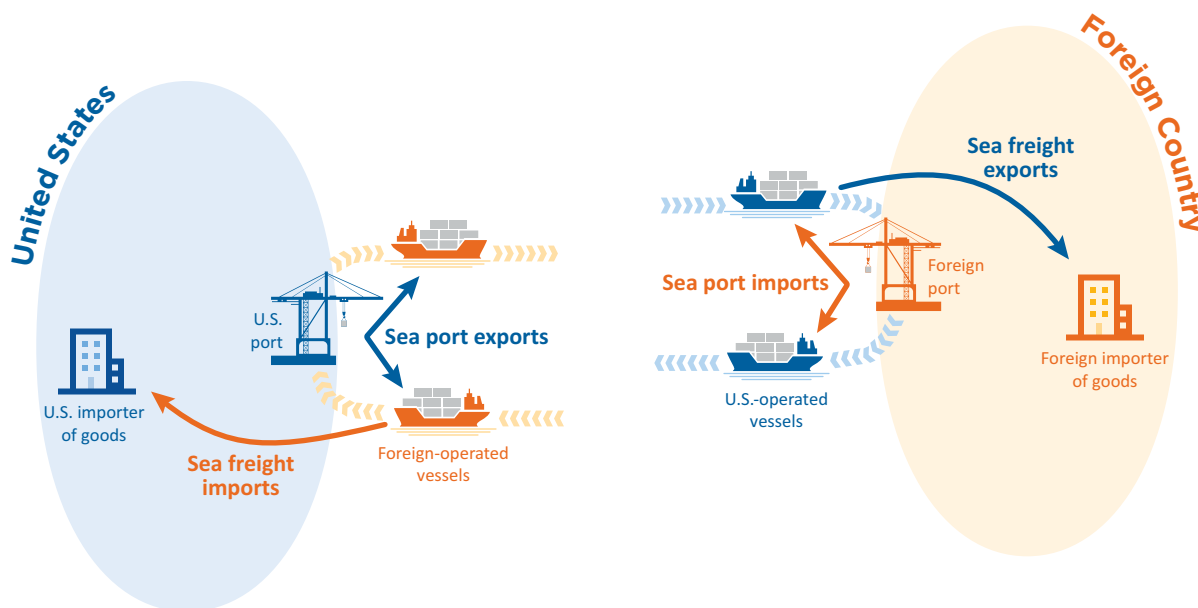 United States
U.S.
port
Sea port exports
U.S. importer
of goods
Sea freight
imports
Foreign-operated
vessels
Foreign Country
Sea freight
exports
Sea port imports
Foreign
port
U.S.-operated
vessels
Foreign importer
of goods